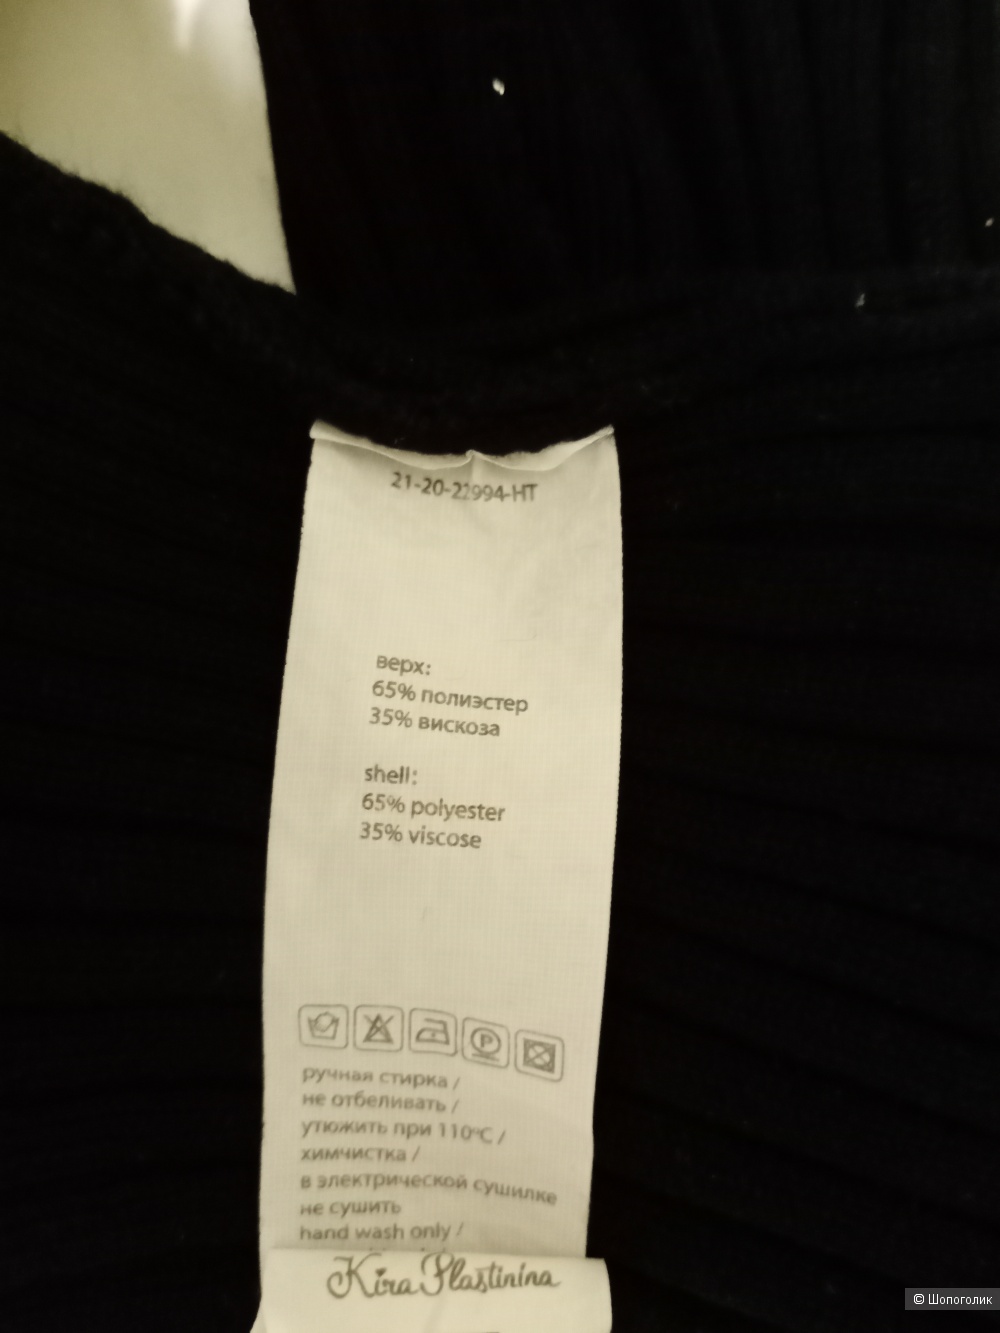 21-20-22994-HT
верх:
65% полиэстер
35% вискоза
shell:
65% polyester
35% viscose
P
ручная стирка /
не отбеливать /
утюжить при 110°C /
химчистка /
в электрической сушилке
не сушить
hand wash only /
Kira Plastinina
© Шопоголик